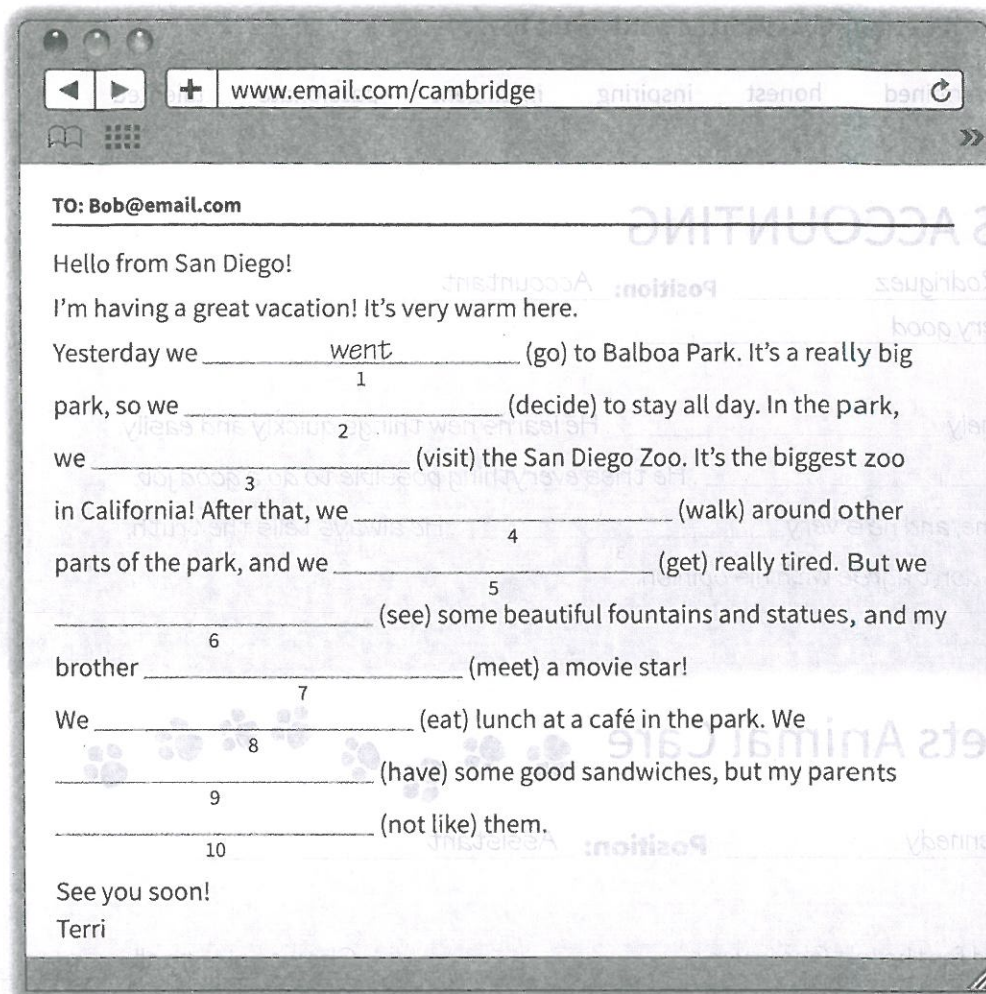 www.email.com/cambridge
TO: Bob@email.com
Hello from San Diego!
I'm having a great vacation! It's very warm here.
Yesterday we went (go) to Balboa Park. It's a really big
1
park, so we (decide) to stay all day. In the park,
2
we (visit) the San Diego Zoo. It's the biggest zoo
3
in California! After that, we (walk) around other
4
parts of the park, and we (get) really tired. But we
5
(see) some beautiful fountains and statues, and my
6
brother (meet) a movie star!
7
We (eat) lunch at a café in the park. We
8
(have) some good sandwiches, but my parents
9
(not like) them.
10
See you soon!
Terri